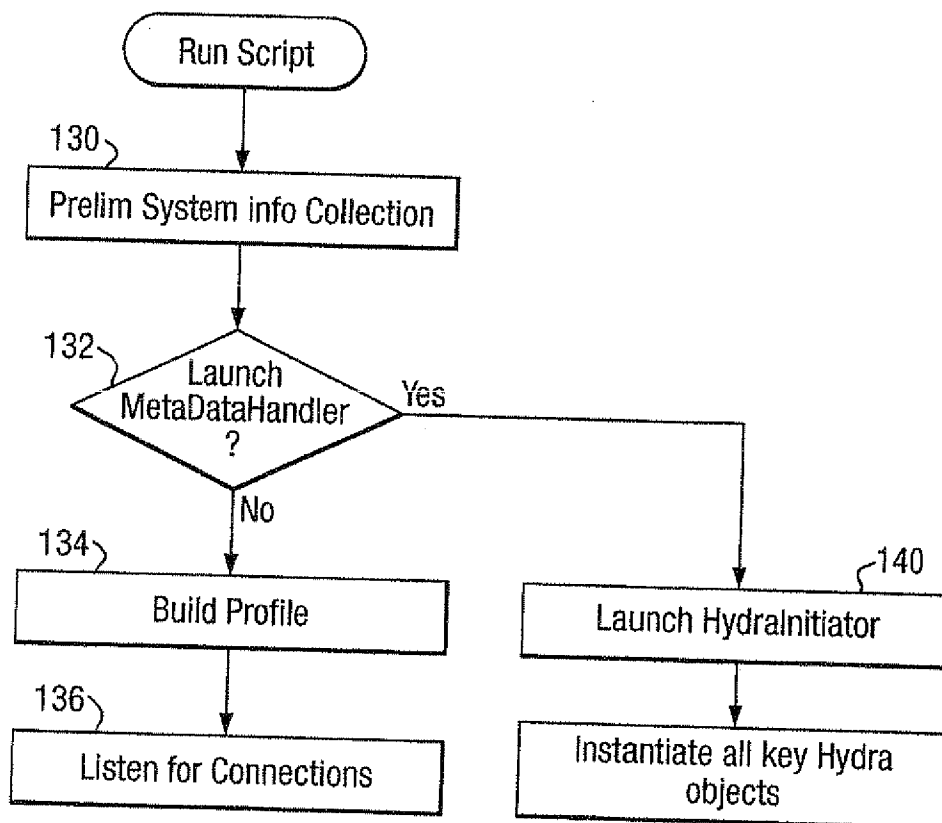 Run Script
130
Prelim System info Collection
132
Launch
MetaDataHandler
?
Yes
No
134
Build Profile
140
Launch HydraInitiator
136
Listen for Connections
Instantiate all key Hydra
objects